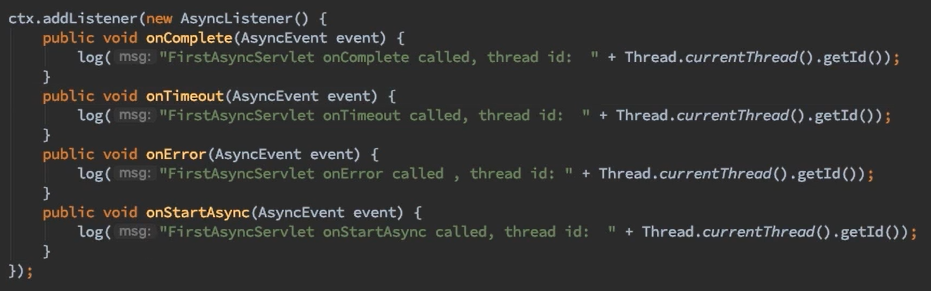 ctx.addListener(new AsyncListener() {
    public void onComplete(AsyncEvent event) {
        log( msg: "FirstAsyncServlet onComplete called, thread id:  " + Thread.currentThread().getId());
    }
    public void onTimeout(AsyncEvent event) {
        log( msg: "FirstAsyncServlet onTimeout called, thread id:  " + Thread.currentThread().getId());
    }
    public void onError(AsyncEvent event) {
        log( msg: "FirstAsyncServlet onError called , thread id: " + Thread.currentThread().getId());
    }
    public void onStartAsync(AsyncEvent event) {
        log( msg: "FirstAsyncServlet onStartAsync called, thread id:  " + Thread.currentThread().getId());
    }
});